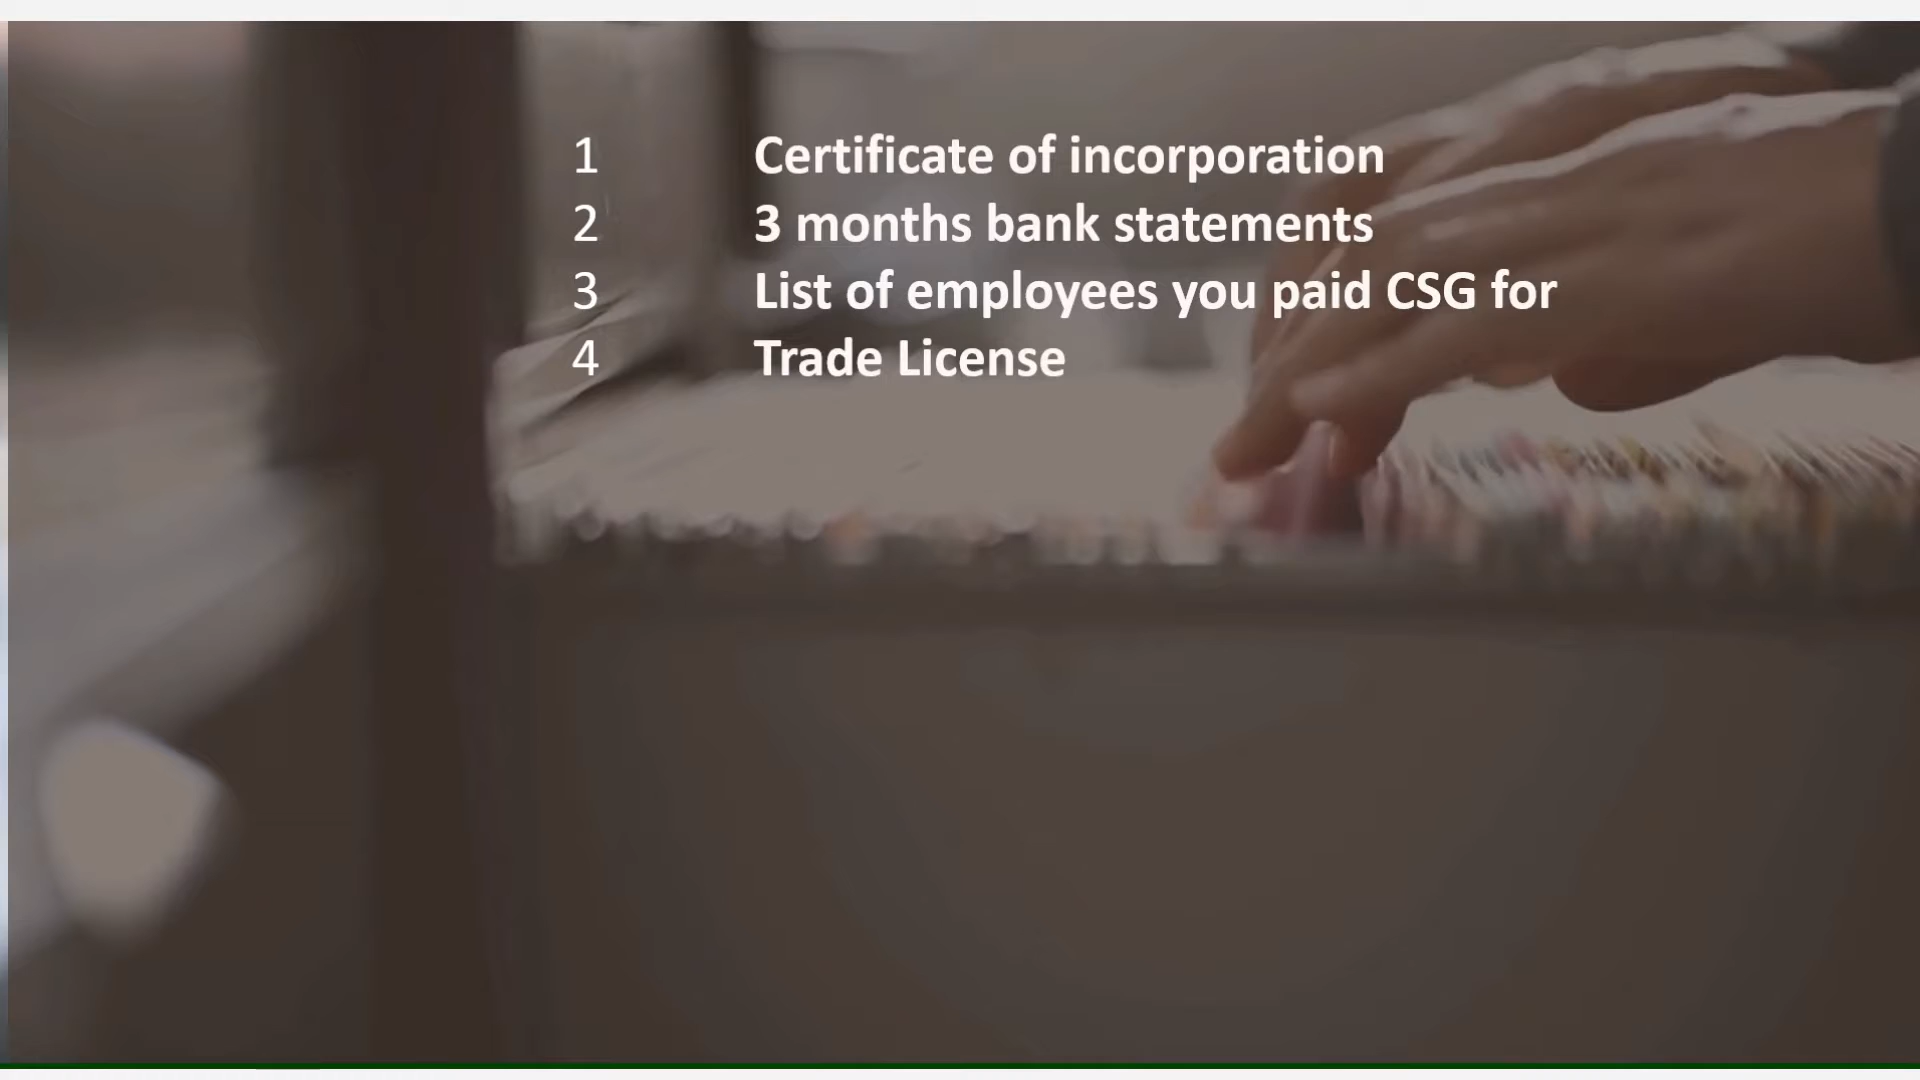 1 Certificate of incorporation
2 3 months bank statements
3 List of employees you paid CSG for
4 Trade License